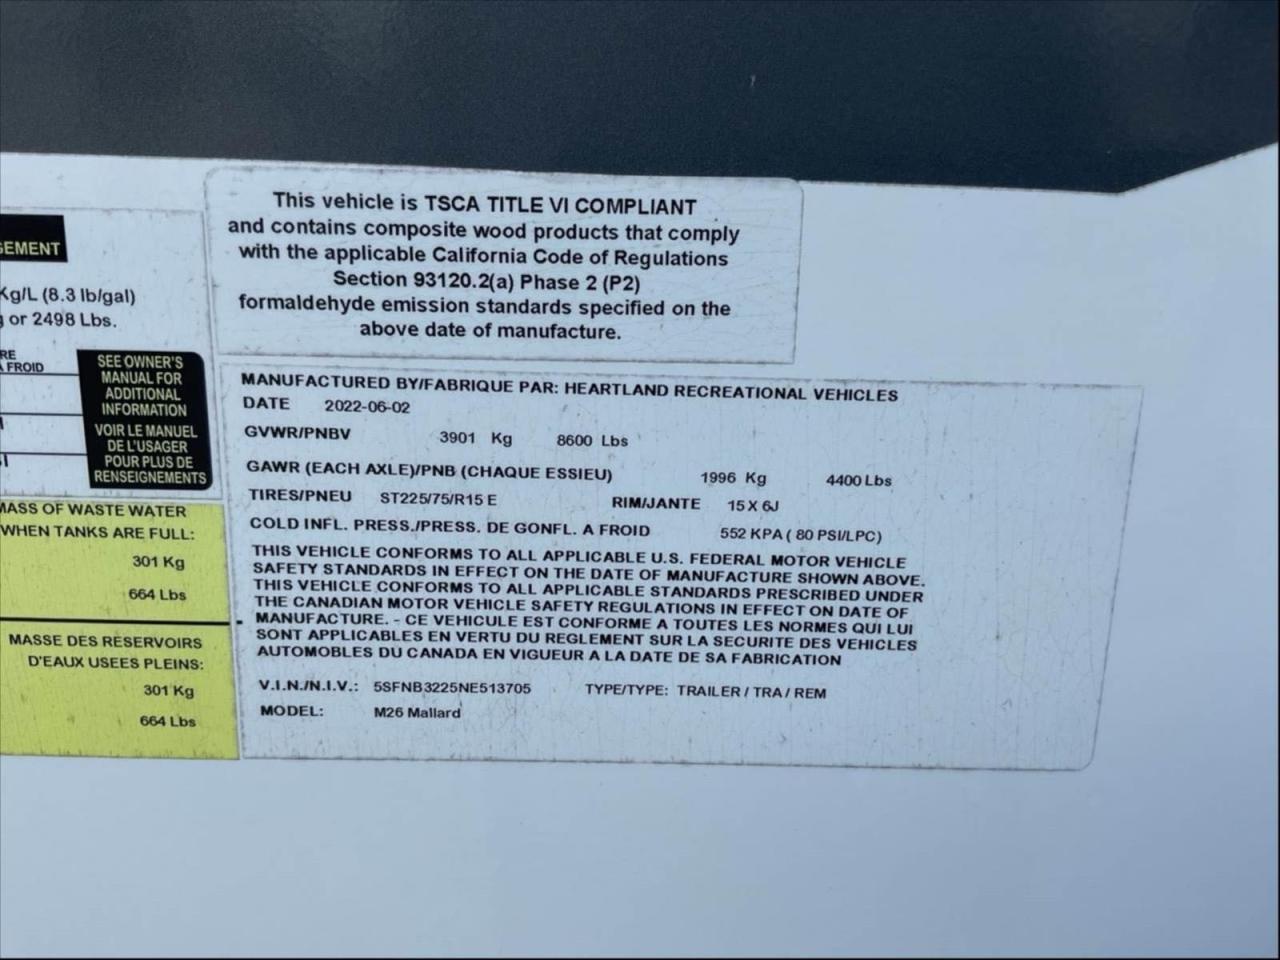 GEMENT
Kg/L (8.3 lb/gal)
or 2498 Lbs.
RE
A FROID
SEE OWNER'S
MANUAL FOR
ADDITIONAL
INFORMATION
VOIR LE MANUEL
DE L'USAGER
POUR PLUS DE
RENSEIGNEMENTS
MASS OF WASTE WATER
WHEN TANKS ARE FULL:
301 Kg
664 Lbs
MASSE DES RESERVOIRS
D'EAUX USEES PLEINS:
301 Kg
664 Lbs
This vehicle is TSCA TITLE VI COMPLIANT
and contains composite wood products that comply
with the applicable California Code of Regulations
Section 93120.2(a) Phase 2 (P2)
formaldehyde emission standards specified on the
above date of manufacture.
MANUFACTURED BY/FABRIQUE PAR: HEARTLAND RECREATIONAL VEHICLES
DATE 2022-06-02
GVWR/PNBV 3901 Kg 8600 Lbs
GAWR (EACH AXLE)/PNB (CHAQUE ESSIEU) 1996 Kg 4400 Lbs
TIRES/PNEU ST225/75/R15 E RIM/JANTE 15 X 6J
COLD INFL. PRESS./PRESS. DE GONFL. A FROID 552 KPA ( 80 PSI/LPC)
THIS VEHICLE CONFORMS TO ALL APPLICABLE U.S. FEDERAL MOTOR VEHICLE
SAFETY STANDARDS IN EFFECT ON THE DATE OF MANUFACTURE SHOWN ABOVE.
THIS VEHICLE CONFORMS TO ALL APPLICABLE STANDARDS PRESCRIBED UNDER
THE CANADIAN MOTOR VEHICLE SAFETY REGULATIONS IN EFFECT ON DATE OF
MANUFACTURE. - CE VEHICULE EST CONFORME A TOUTES LES NORMES QUI LUI
SONT APPLICABLES EN VERTU DU REGLEMENT SUR LA SECURITE DES VEHICLES
AUTOMOBILES DU CANADA EN VIGUEUR A LA DATE DE SA FABRICATION
V.I.N./N.I.V.: 5SFNB3225NE513705 TYPE/TYPE: TRAILER / TRA / REM
MODEL: M26 Mallard